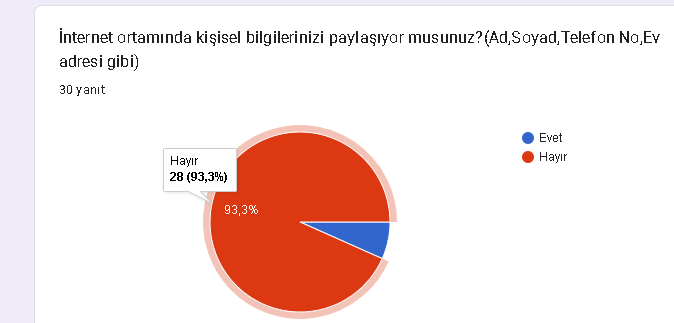 İnternet ortamında kişisel bilgilerinizi paylaşıyor musunuz?(Ad,Soyad,Telefon No,Ev
adresi gibi)
30 yanıt
Evet
Hayır
Hayır
28 (93,3%)
93,3%